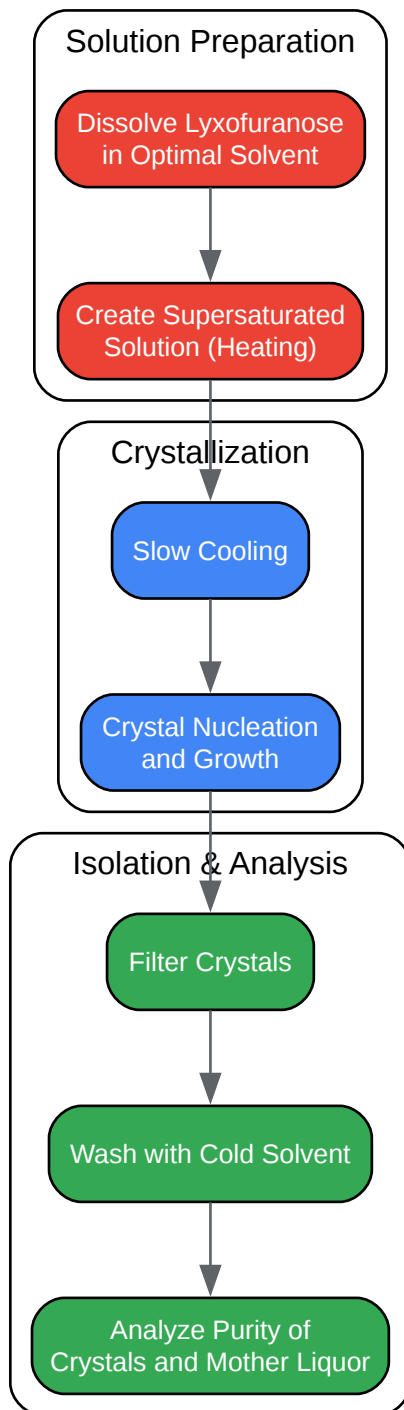 Solution Preparation
Dissolve Lyxofuranose
in Optimal Solvent
Create Supersaturated
Solution (Heating)
Crystallization
Slow Cooling
Crystal Nucleation
and Growth
Isolation & Analysis
Filter Crystals
Wash with Cold Solvent
Analyze Purity of
Crystals and Mother Liquor